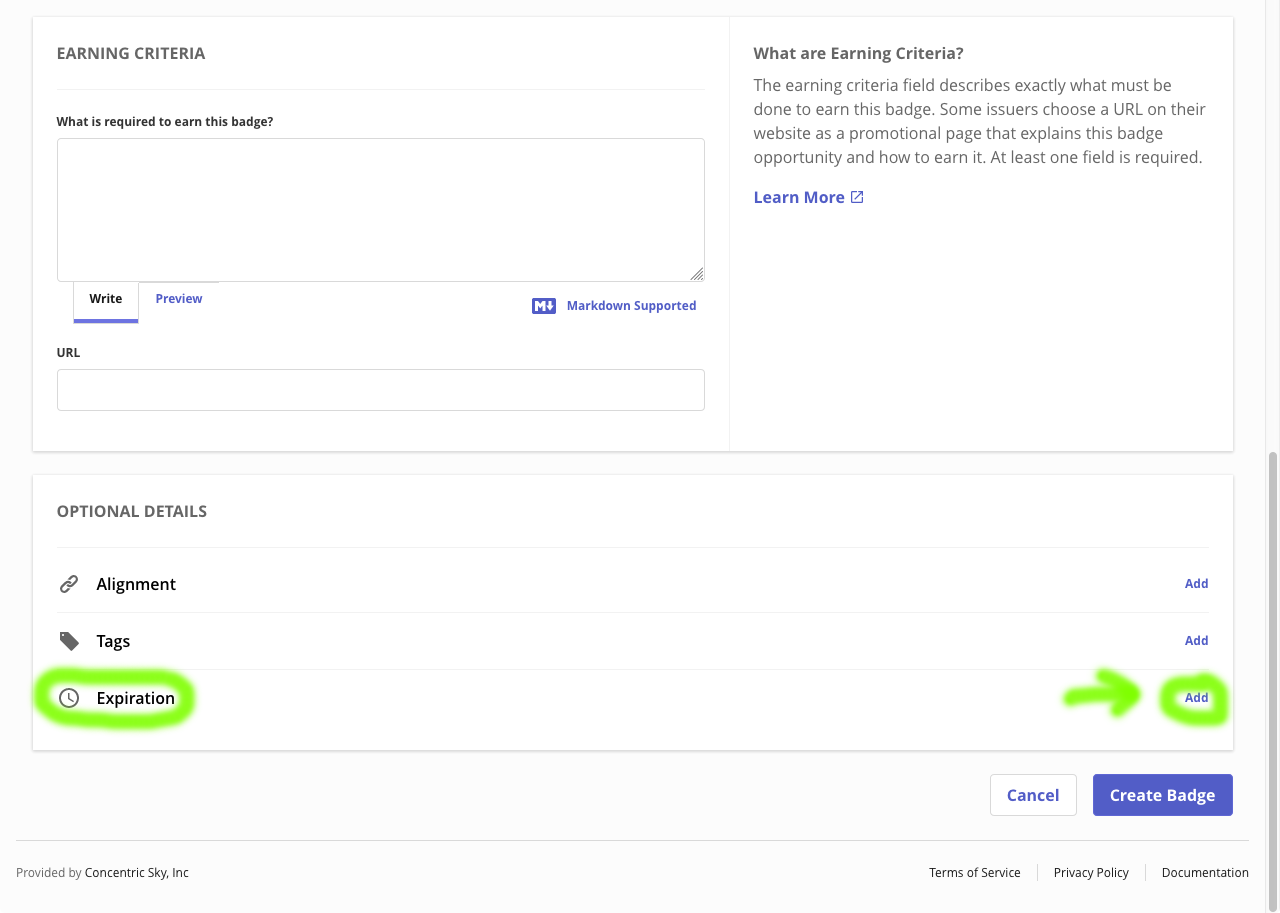 EARNING CRITERIA
What is required to earn this badge?
Write
Preview
Markdown Supported
URL
What are Earning Criteria?
The earning criteria field describes exactly what must be
done to earn this badge. Some issuers choose a URL on their
website as a promotional page that explains this badge
opportunity and how to earn it. At least one field is required.
Learn More
OPTIONAL DETAILS
Alignment Add
Tags Add
Expiration Add
Cancel Create Badge
Provided by Concentric Sky, Inc Terms of Service Privacy Policy Documentation